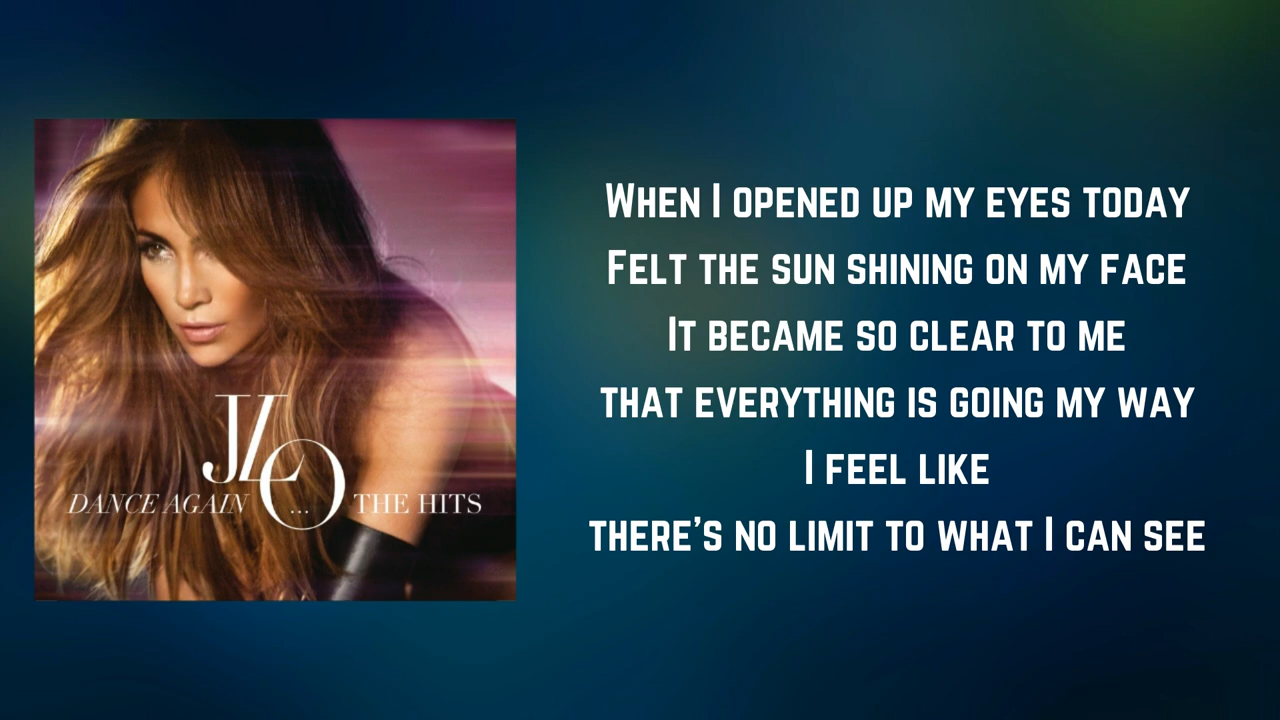 JLO
DANCE AGAIN ... THE HITS
When I opened up my eyes today
Felt the sun shining on my face
It became so clear to me
that everything is going my way
I feel like
there's no limit to what I can see